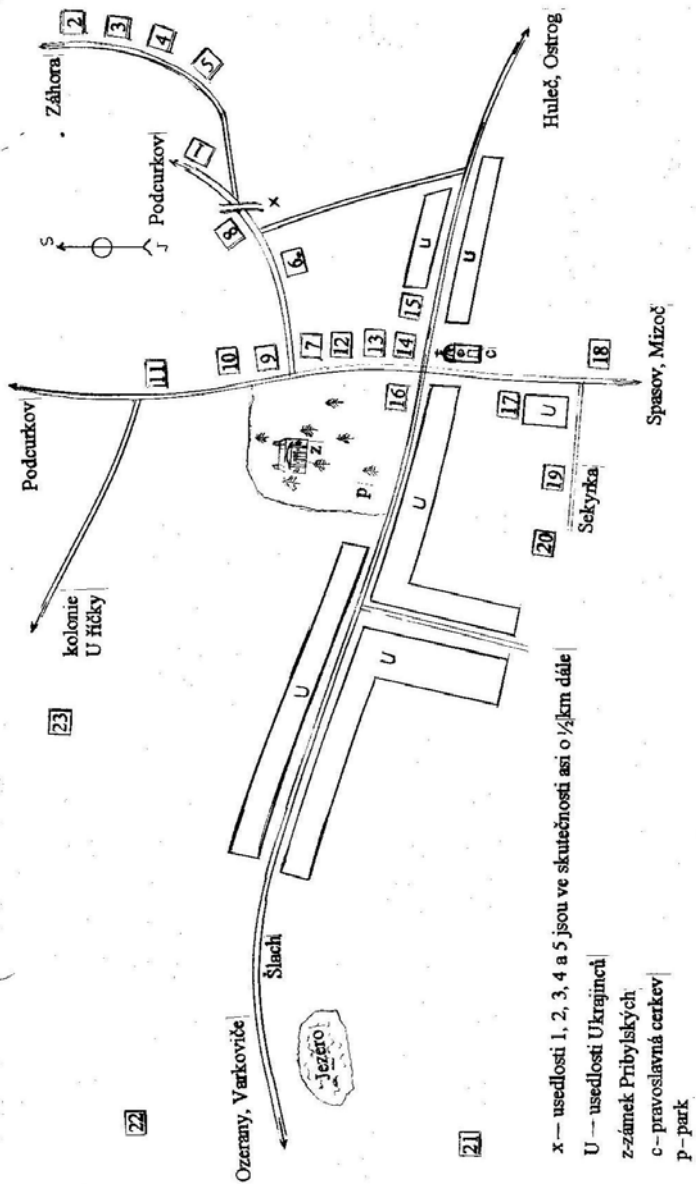 Záhora
2
3
4
5
Podcurkov
1
S
J
Podcurkov
kolonie
U říčky
23
22
11
10
9
8
x
6
7
12
13
14
15
16
U
U
Huleč, Ostrog
c
z
p
17
U
18
19
20
Sekyrka
Spasov, Mizoč
U
U
U
Šlach
Ozerany, Varkoviče
Jezero
21
x — usedlosti 1, 2, 3, 4 a 5 jsou ve skutečnosti asi o ½ km dále
U — usedlosti Ukrajinců
z-zámek Pribylských
c – pravoslavná cerkev
p – park